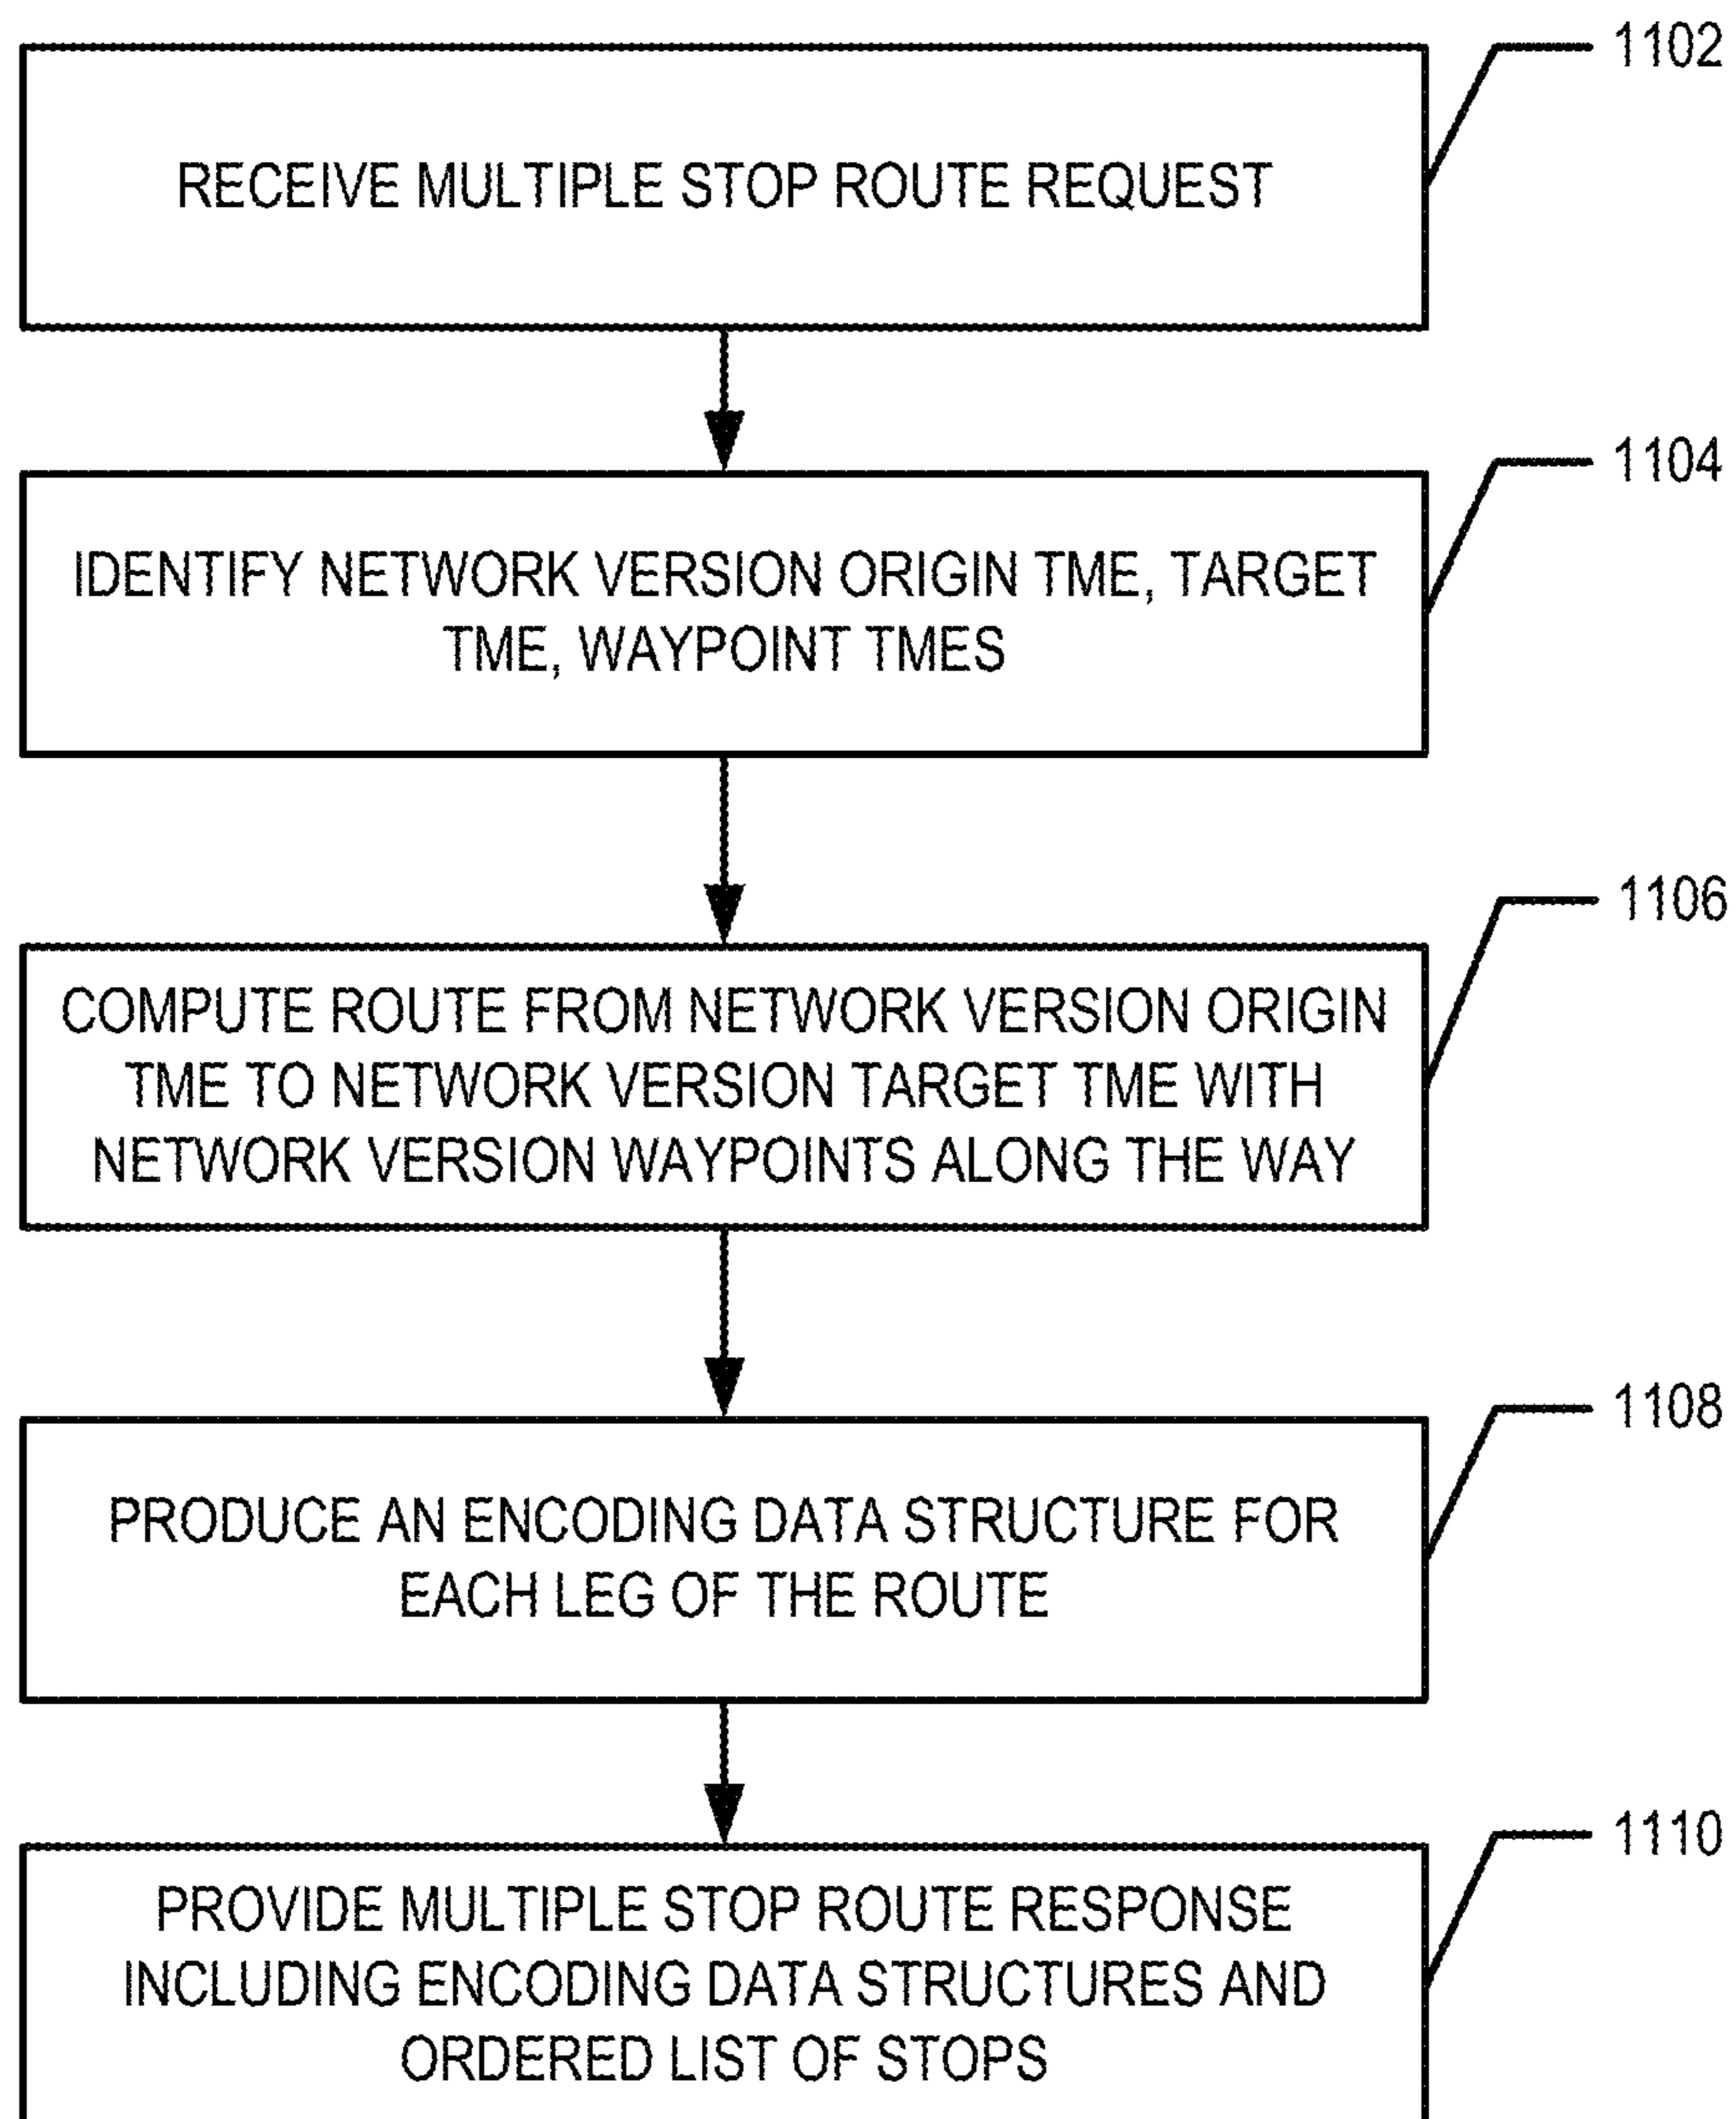 1102
RECEIVE MULTIPLE STOP ROUTE REQUEST
1104
IDENTIFY NETWORK VERSION ORIGIN TME, TARGET
TME, WAYPOINT TMES
1106
COMPUTE ROUTE FROM NETWORK VERSION ORIGIN
TME TO NETWORK VERSION TARGET TME WITH
NETWORK VERSION WAYPOINTS ALONG THE WAY
1108
PRODUCE AN ENCODING DATA STRUCTURE FOR
EACH LEG OF THE ROUTE
1110
PROVIDE MULTIPLE STOP ROUTE RESPONSE
INCLUDING ENCODING DATA STRUCTURES AND
ORDERED LIST OF STOPS